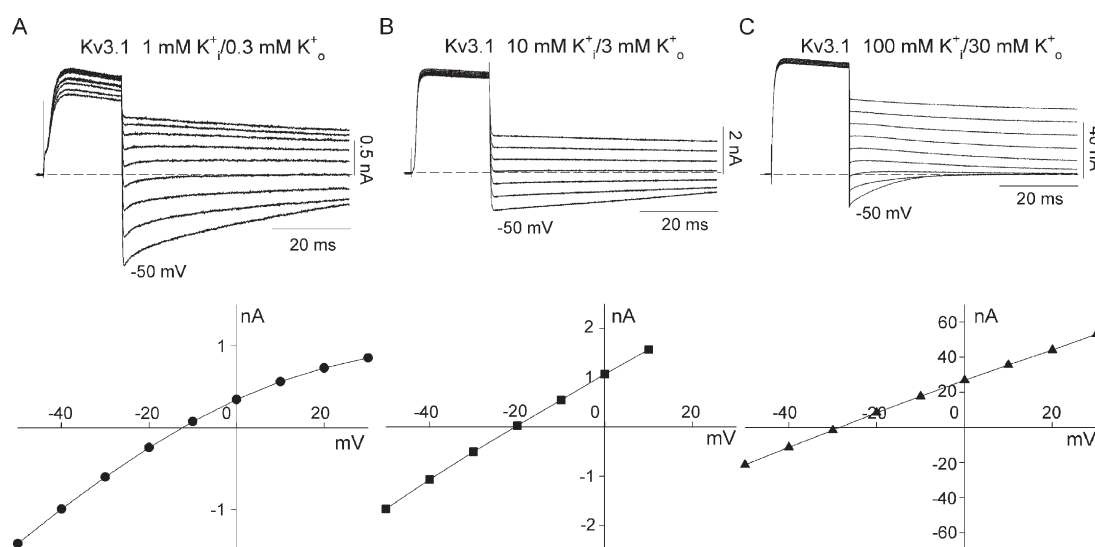 A
Kv3.1 1 mM K⁺ᵢ/0.3 mM K⁺ₒ
0.5 nA
20 ms
-50 mV
B
Kv3.1 10 mM K⁺ᵢ/3 mM K⁺ₒ
2 nA
20 ms
-50 mV
C
Kv3.1 100 mM K⁺ᵢ/30 mM K⁺ₒ
40 nA
20 ms
-50 mV
nA
1
-40 -20 0 20
mV
-1
nA
2
1
-40 -20 0 20
mV
-1
-2
nA
60
40
20
-40 -20 0 20
mV
-20
-40
-60